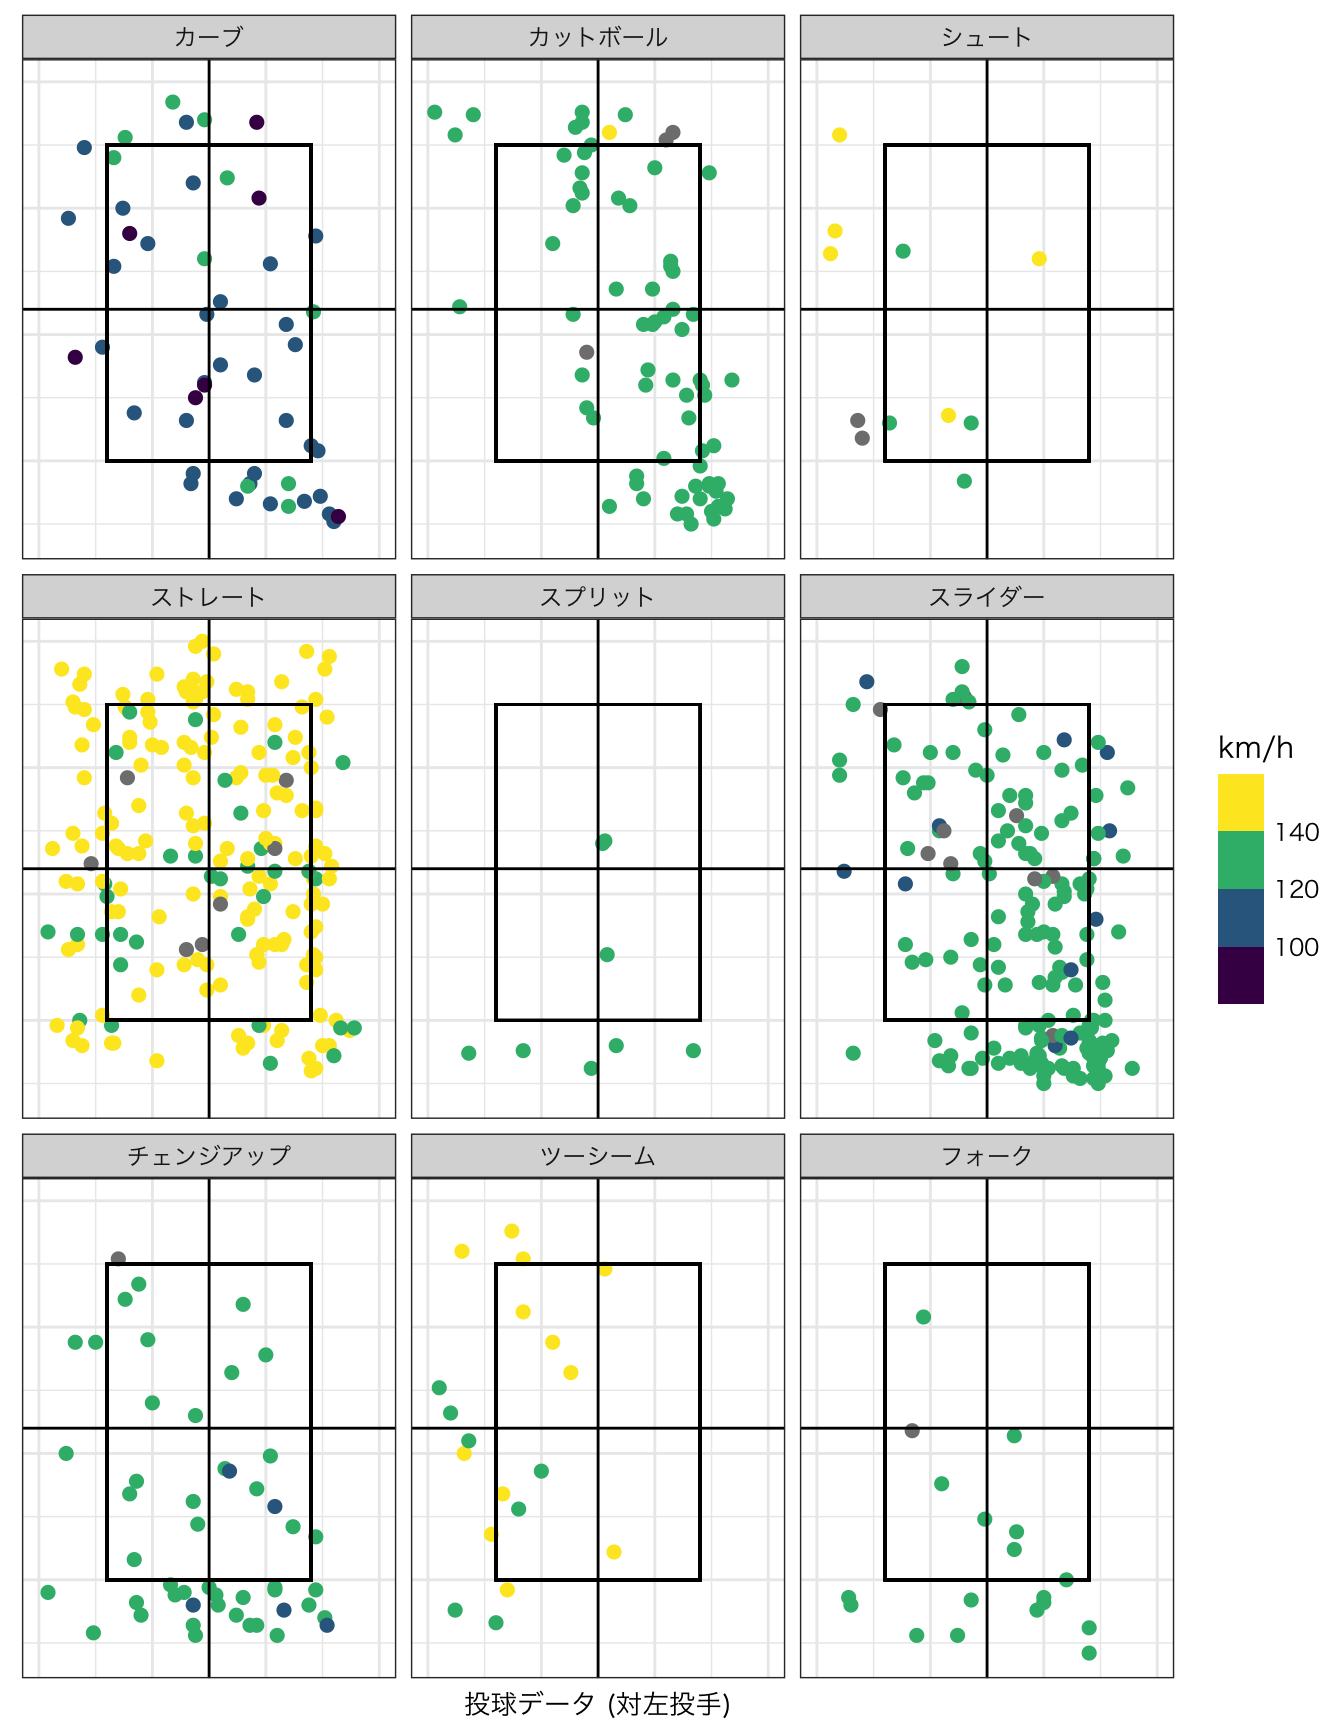 カーブ
カットボール
シュート
ストレート
スプリット
スライダー
チェンジアップ
ツーシーム
フォーク
km/h
140
120
100
投球データ (対左投手)